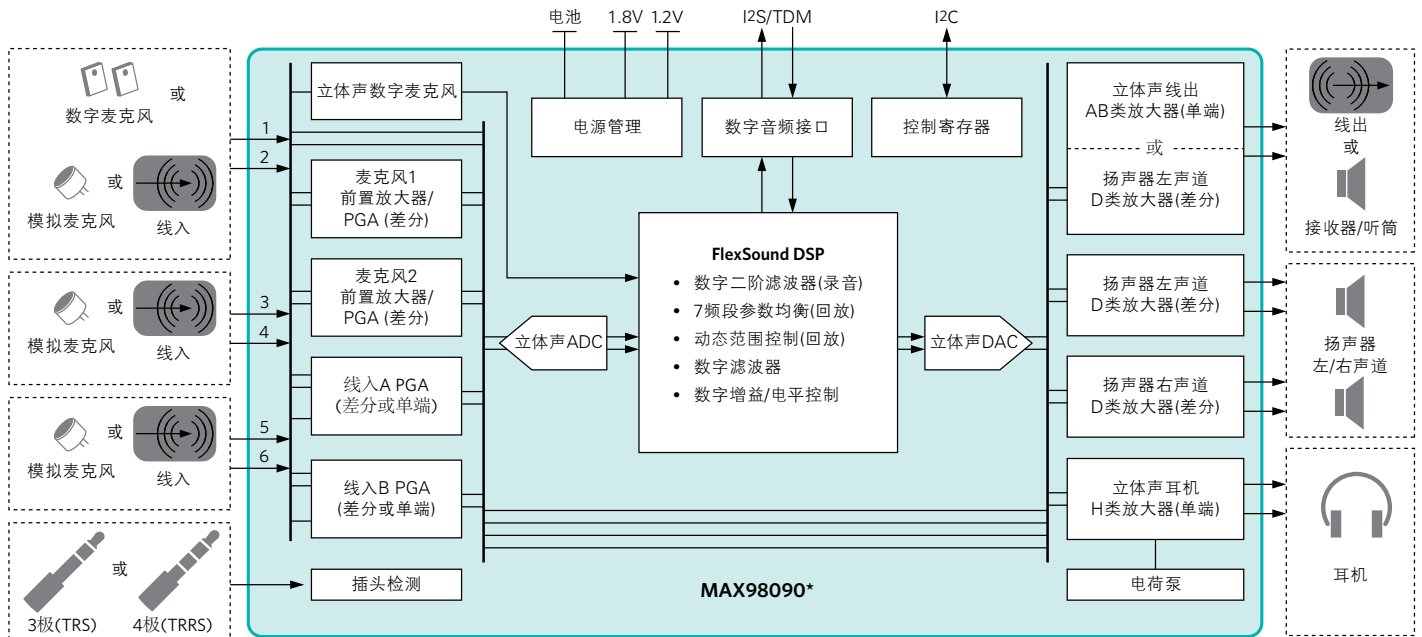 电池
1.8V
1.2V
I²S/TDM
I²C
或
数字麦克风
1
2
或
模拟麦克风
线入
或
模拟麦克风
线入
3
4
或
模拟麦克风
线入
5
6
或
3极(TRS)
4极(TRRS)
立体声数字麦克风
麦克风1
前置放大器/
PGA (差分)
麦克风2
前置放大器/
PGA (差分)
线入A PGA
(差分或单端)
线入B PGA
(差分或单端)
插头检测
电源管理
数字音频接口
控制寄存器
立体声ADC
FlexSound DSP
• 数字二阶滤波器(录音)
• 7频段参数均衡(回放)
• 动态范围控制(回放)
• 数字滤波器
• 数字增益/电平控制
立体声DAC
MAX98090*
立体声线出
AB类放大器(单端)
或
扬声器左声道
D类放大器(差分)
扬声器左声道
D类放大器(差分)
扬声器右声道
D类放大器(差分)
立体声耳机
H类放大器(单端)
电荷泵
线出
或
接收器/听筒
扬声器
左/右声道
耳机